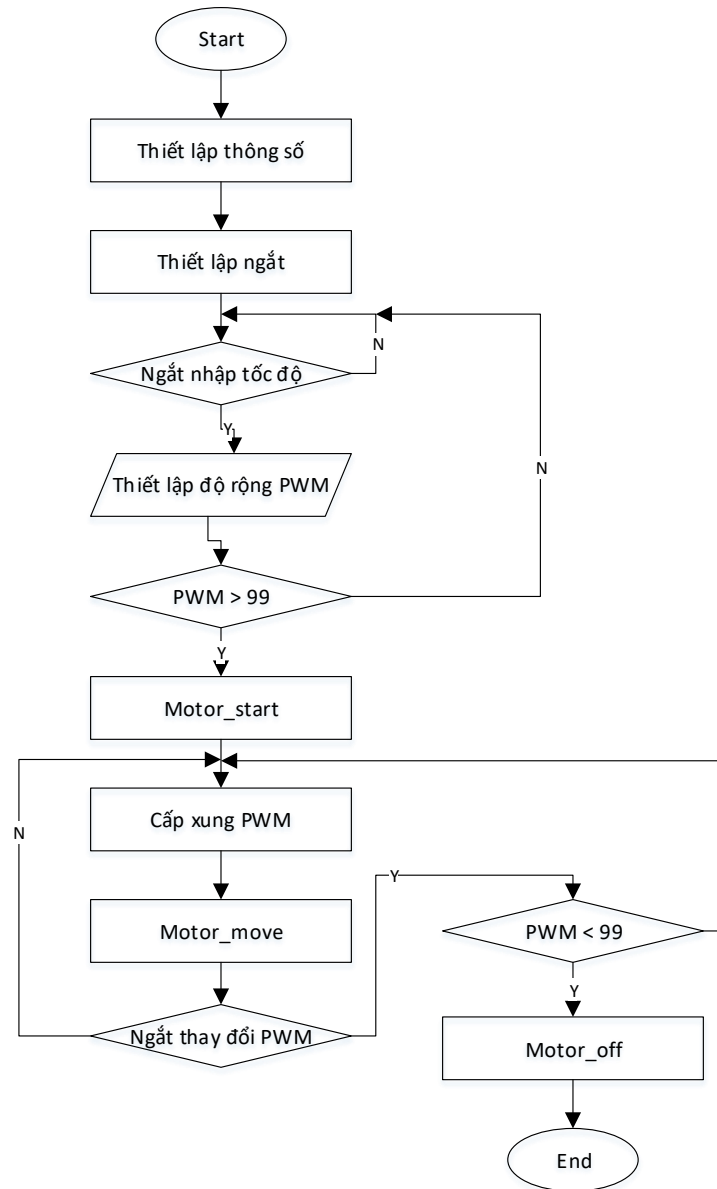 Start
Thiết lập thông số
Thiết lập ngắt
N
Ngắt nhập tốc độ
Y
N
Thiết lập độ rộng PWM
PWM > 99
Y
Motor_start
N
Cấp xung PWM
Y
Motor_move
PWM < 99
Y
Ngắt thay đổi PWM
Motor_off
End